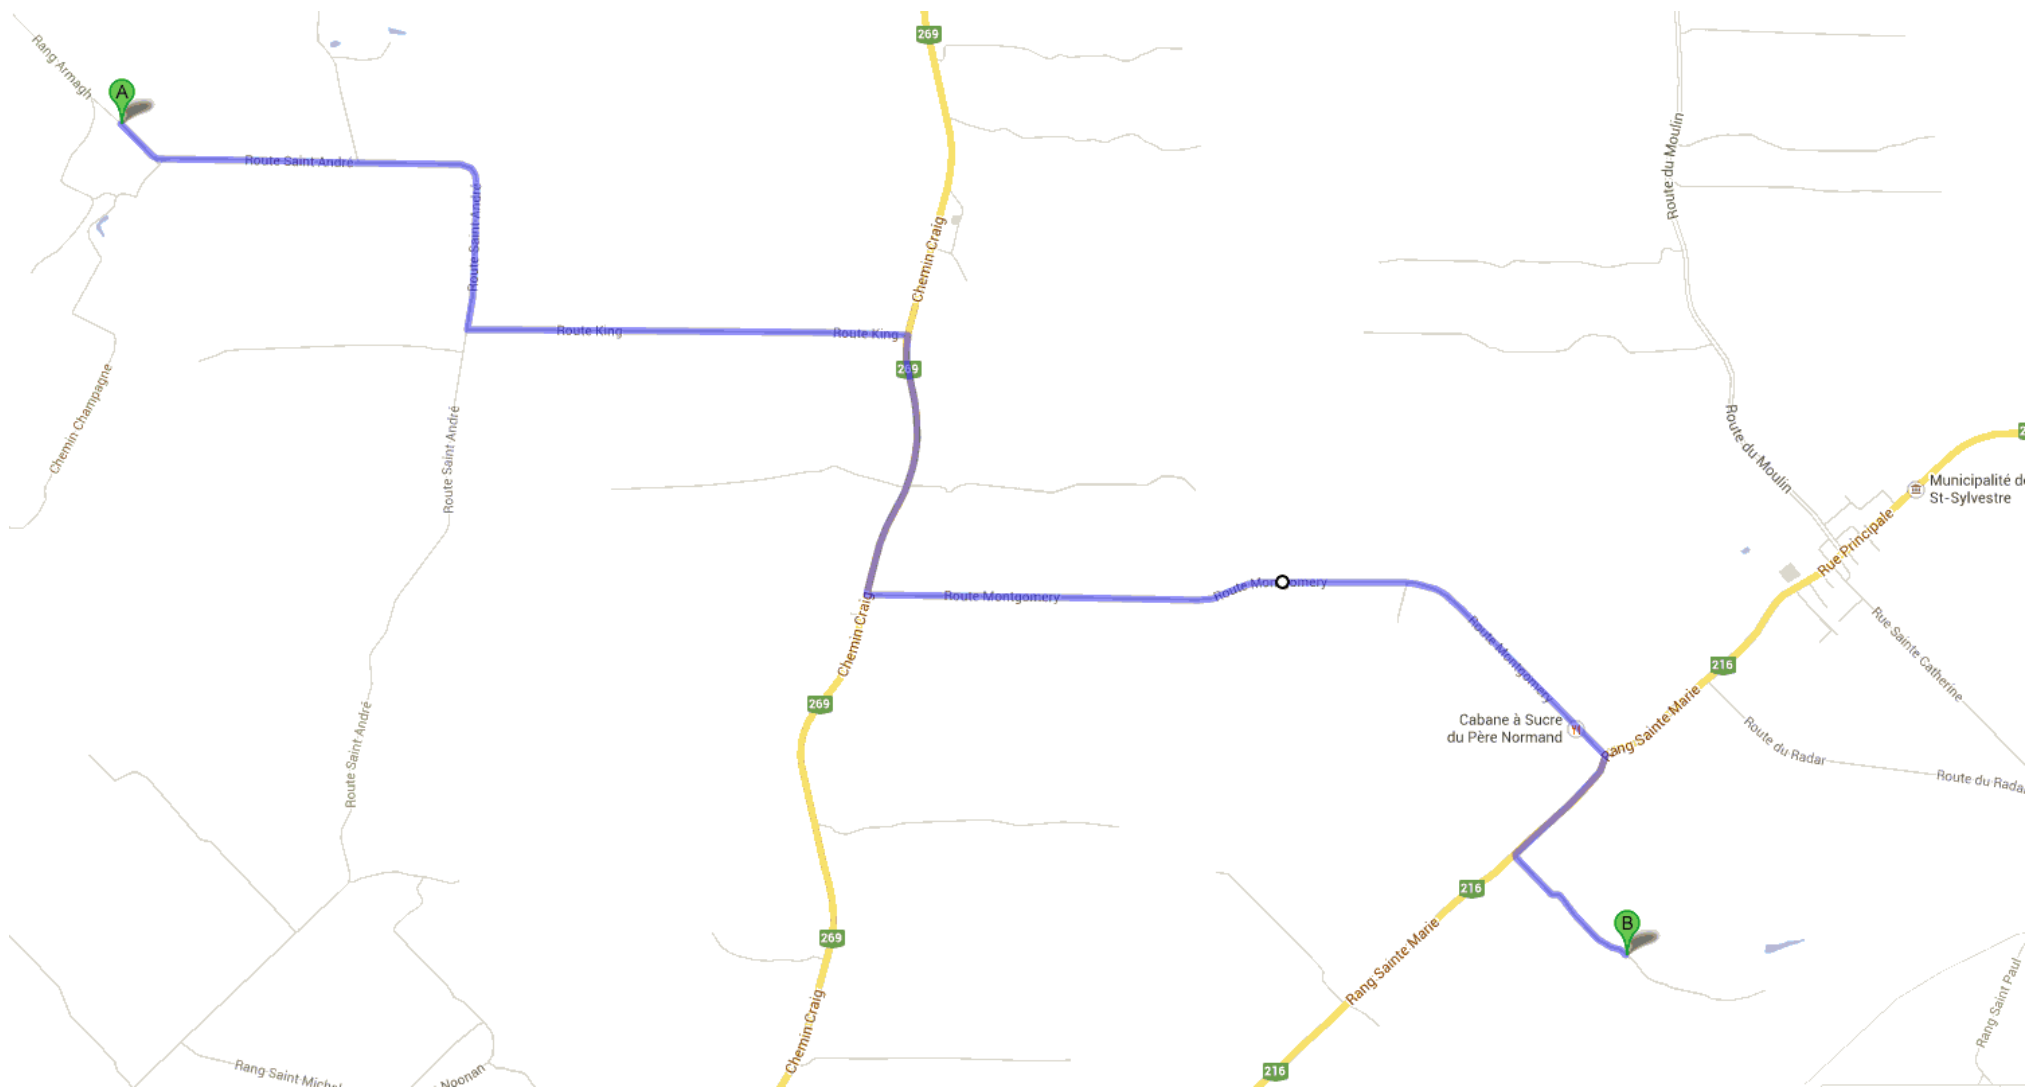 269
Rang Armagh
A
Route du Moulin
Route Saint André
Route Saint André
Chemin Craig
Route King
Route King
269
Chemin Champagne
Route Saint André
Route du Moulin
Municipalité de
St-Sylvestre
Rue Principale
Route Montgomery
Route Montgomery
Chemin Craig
Rue Sainte Catherine
Route Montgomery
216
269
Rang Sainte Marie
Cabane à Sucre
du Père Normand
Route Saint André
Route du Radar
Route du Radar
216
B
269
Rang Sainte Marie
Rang Saint Paul
Chemin Craig
216
Rang Saint Michel
Noonan